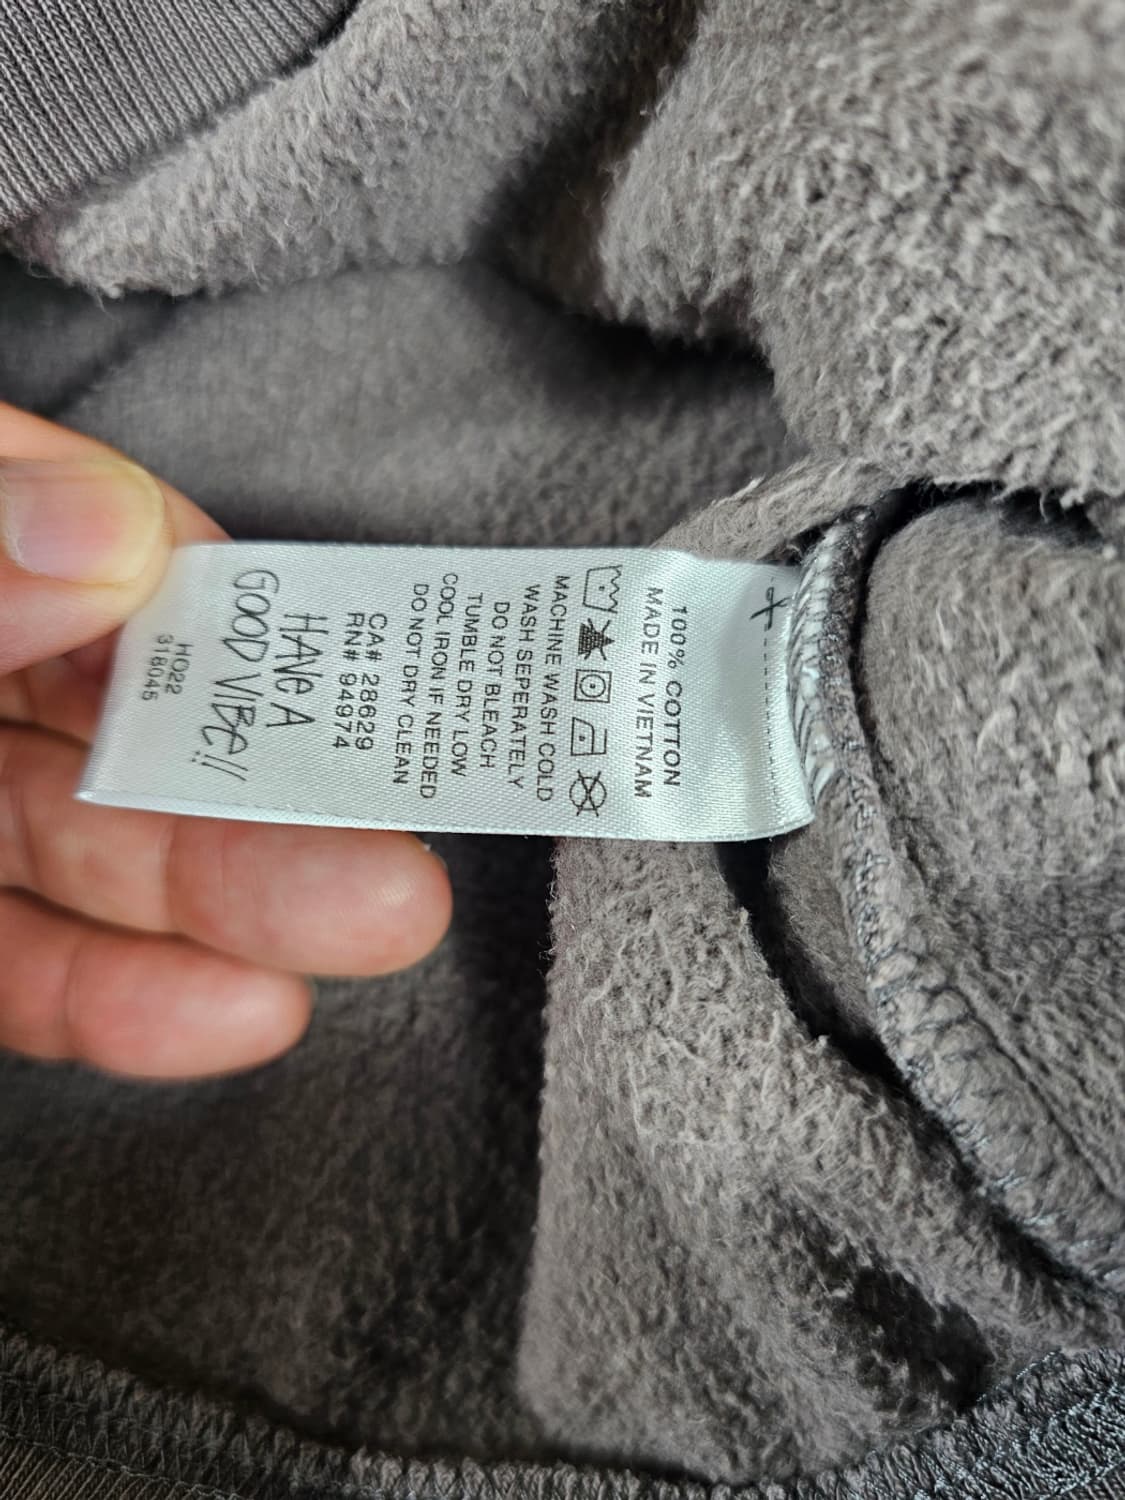 100% COTTON
MADE IN VIETNAM
MACHINE WASH COLD
WASH SEPERATELY
DO NOT BLEACH
TUMBLE DRY LOW
COOL IRON IF NEEDED
DO NOT DRY CLEAN
CA# 28629
RN# 94974
HAVE A
GOOD VIBE!!
HO22
318045